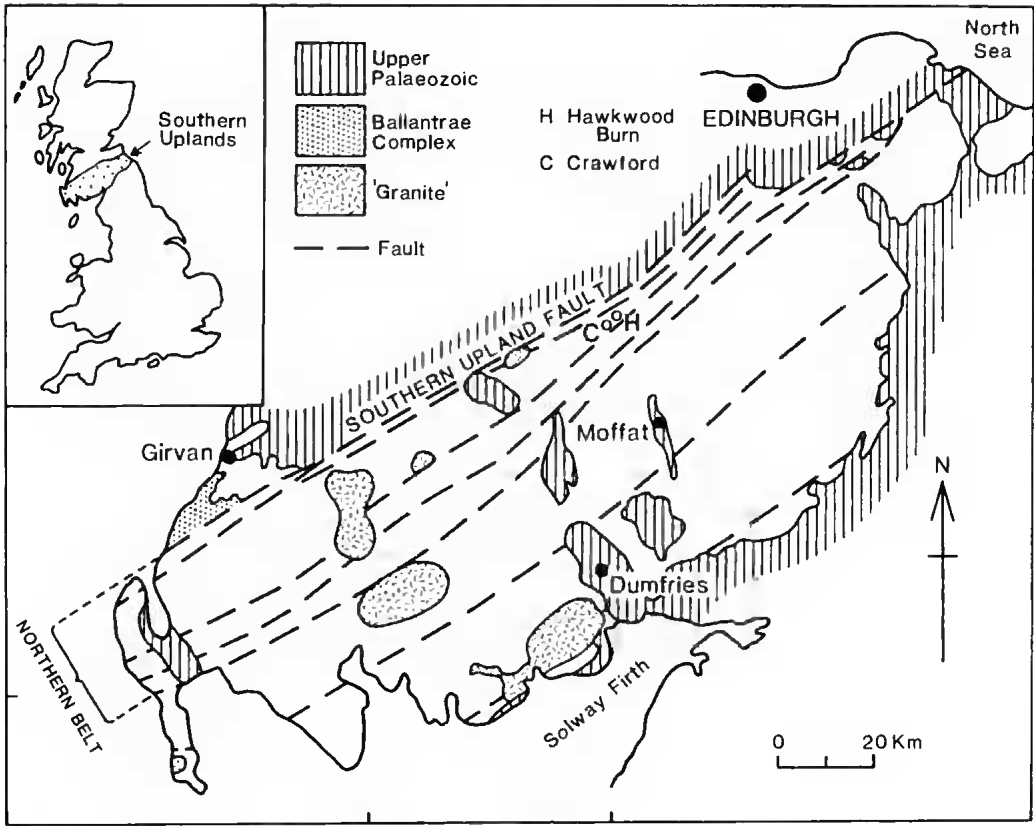 North
Sea
Southern
Uplands
Upper
Palaeozoic
Ballantrae
Complex
'Granite'
Fault
EDINBURGH
H Hawkwood
Burn
C Crawford
SOUTHERN UPLAND FAULT
C H
Moffat
Girvan
N
Dumfries
NORTHERN BELT
Solway Firth
0 20 Km